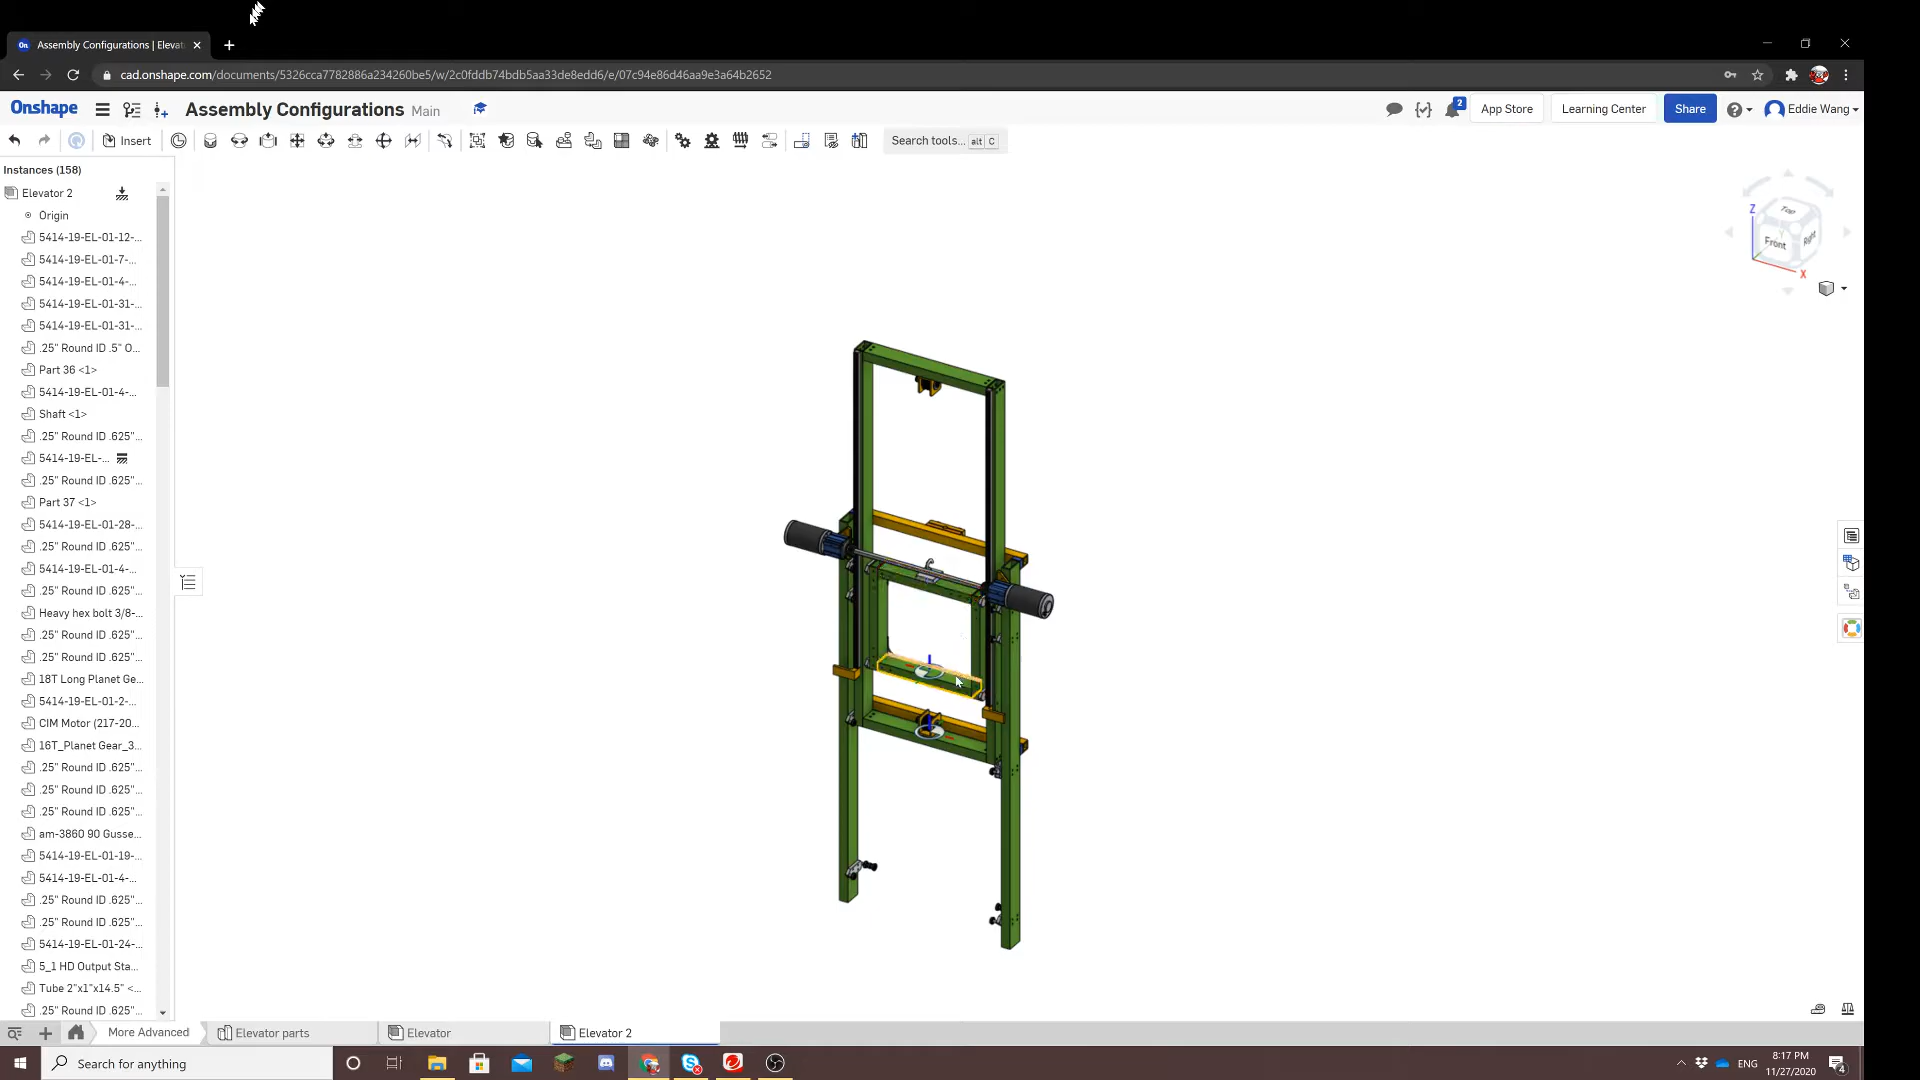 Assembly Configurations | Elevat
cad.onshape.com/documents/5326cca7782886a234260be5/w/2c0fddb74bdb5aa33de8edd6/e/07c94e86d46aa9e3a64b2652
Onshape
Assembly Configurations Main
2
App Store
Learning Center
Share
Eddie Wang
Insert
Search tools... alt C
Instances (158)
Elevator 2
Origin
5414-19-EL-01-12-...
5414-19-EL-01-7-...
5414-19-EL-01-4-...
5414-19-EL-01-31-...
5414-19-EL-01-31-...
.25" Round ID .5" O...
Part 36 <1>
5414-19-EL-01-4-...
Shaft <1>
.25" Round ID .625"...
5414-19-EL-...
.25" Round ID .625"...
Part 37 <1>
5414-19-EL-01-28-...
.25" Round ID .625"...
5414-19-EL-01-4-...
.25" Round ID .625"...
Heavy hex bolt 3/8-...
.25" Round ID .625"...
.25" Round ID .625"...
18T Long Planet Ge...
5414-19-EL-01-2-...
CIM Motor (217-20...
16T_Planet Gear_3...
.25" Round ID .625"...
.25" Round ID .625"...
.25" Round ID .625"...
am-3860 90 Gusse...
5414-19-EL-01-19-...
5414-19-EL-01-4-...
.25" Round ID .625"...
.25" Round ID .625"...
5414-19-EL-01-24-...
5_1 HD Output Sta...
Tube 2"x1"x14.5" <...
.25" Round ID .625"...
Z
Top
Y
Front
Right
X
More Advanced
Elevator parts
Elevator
Elevator 2
Search for anything
ENG
8:17 PM
11/27/2020
4